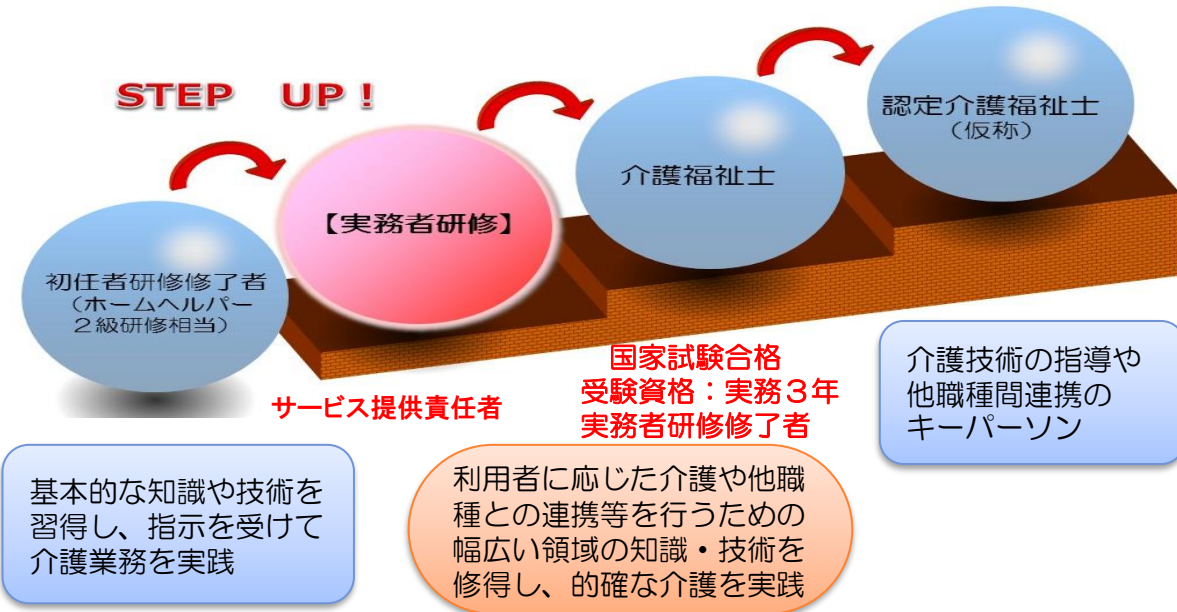 STEP UP!
初任者研修修了者
(ホームヘルパー
2級研修相当)
【実務者研修】
介護福祉士
認定介護福祉士
(仮称)
サービス提供責任者
国家試験合格
受験資格:実務3年
実務者研修修了者
介護技術の指導や
他職種間連携の
キーパーソン
基本的な知識や技術を
習得し、指示を受けて
介護業務を実践
利用者に応じた介護や他職
種との連携等を行うための
幅広い領域の知識・技術を
修得し、的確な介護を実践